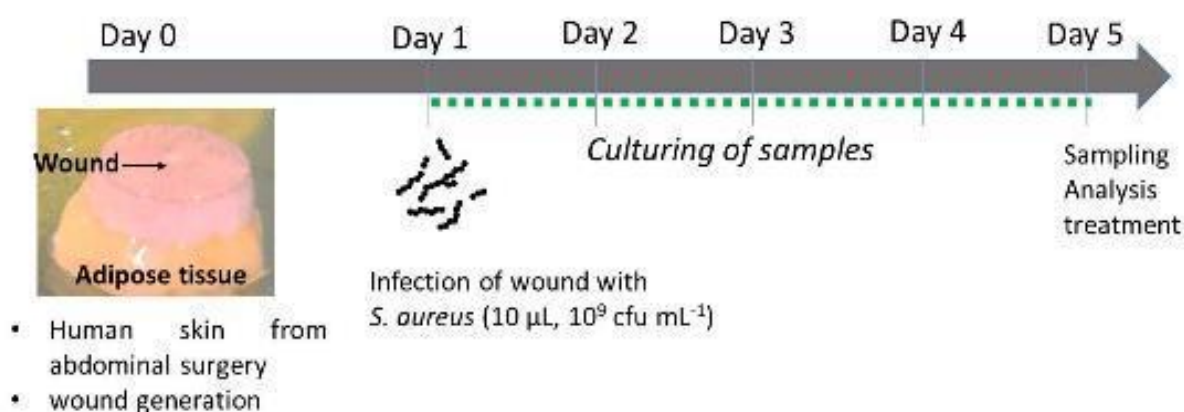 Day 0
Day 1
Day 2
Day 3
Day 4
Day 5
Wound
Adipose tissue
• Human skin from
abdominal surgery
• wound generation
Infection of wound with
S. aureus (10 µL, 10⁹ cfu mL⁻¹)
Culturing of samples
Sampling
Analysis
treatment